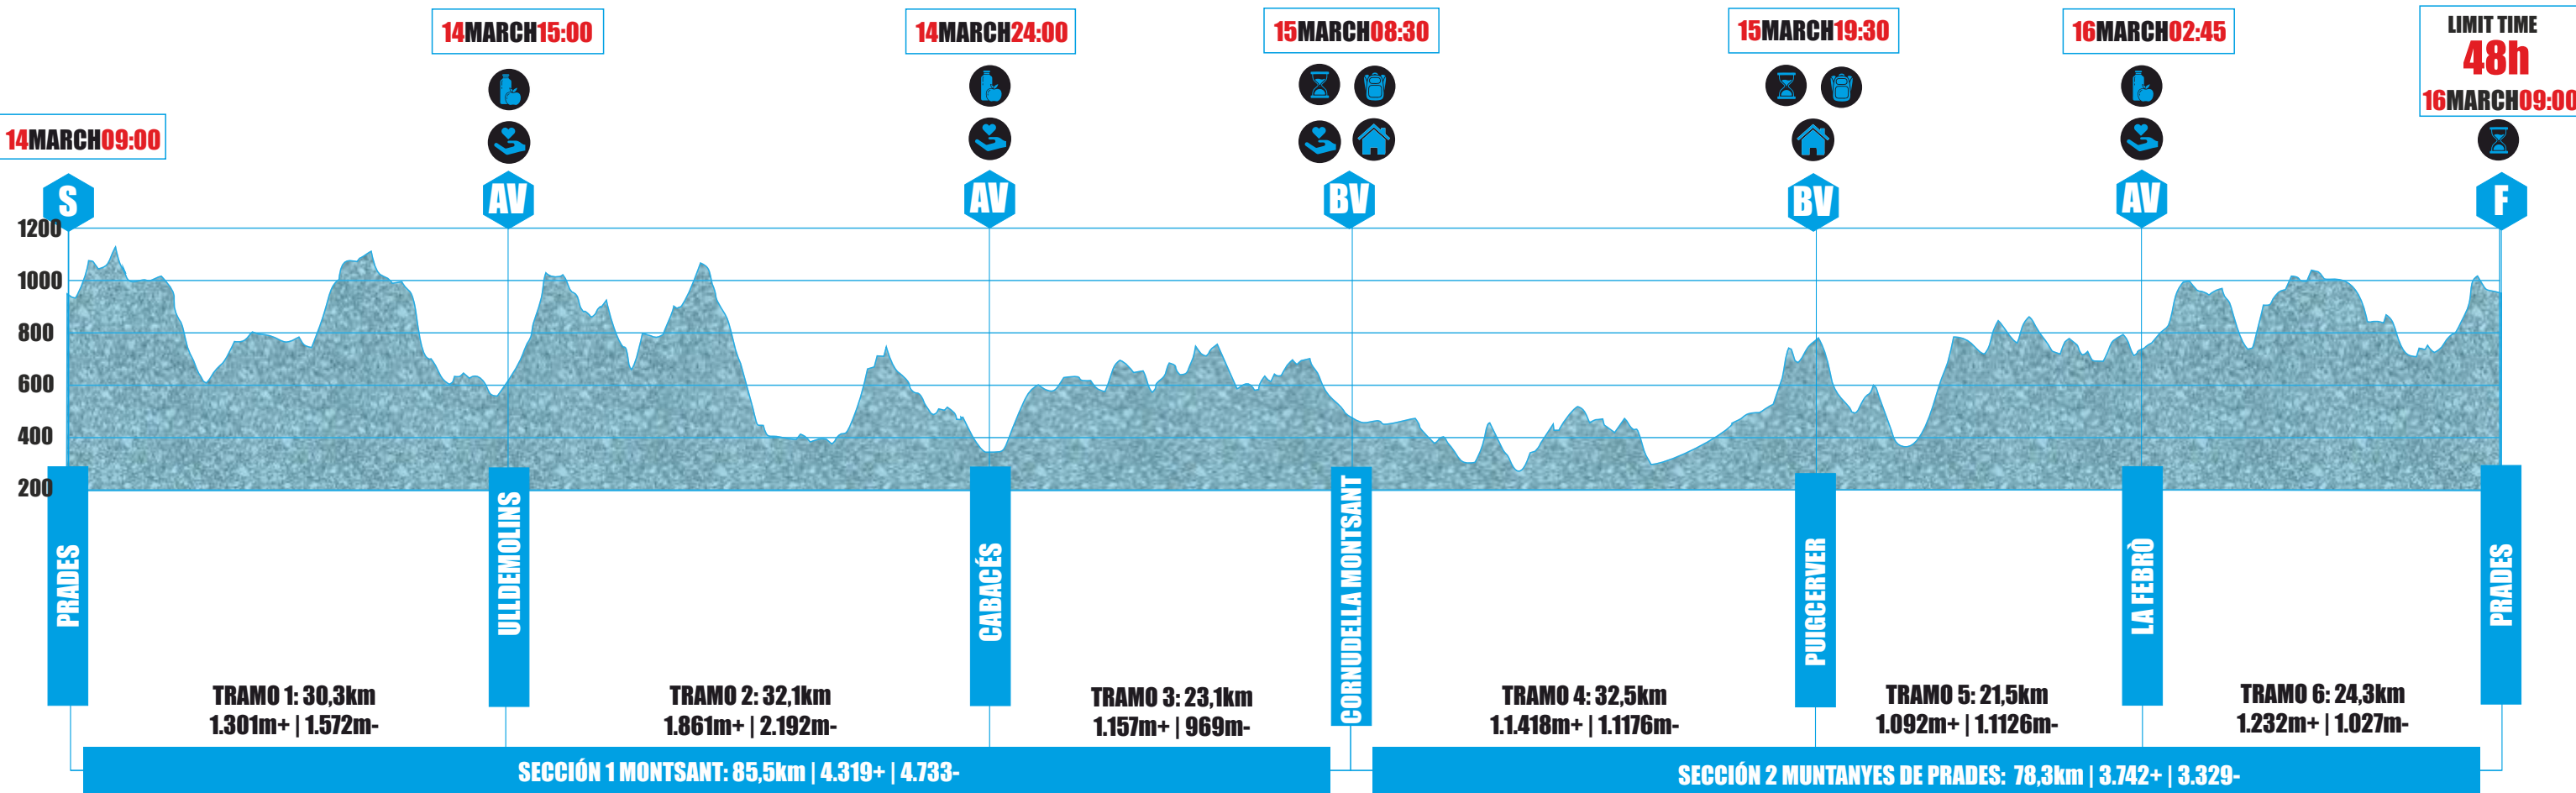 14MARCH15:00
14MARCH24:00
15MARCH08:30
15MARCH19:30
16MARCH02:45
LIMIT TIME
48h
16MARCH09:00
14MARCH09:00
S
AV
AV
BV
BV
AV
F
1200
1000
800
600
400
200
PRADES
ULLDEMOLINS
CABACÉS
CORNUDELLA MONTSANT
PUIGCERVER
LA FEBRÒ
PRADES
TRAMO 1: 30,3km
1.301m+ | 1.572m-
TRAMO 2: 32,1km
1.861m+ | 2.192m-
TRAMO 3: 23,1km
1.157m+ | 969m-
TRAMO 4: 32,5km
1.1.418m+ | 1.1176m-
TRAMO 5: 21,5km
1.092m+ | 1.1126m-
TRAMO 6: 24,3km
1.232m+ | 1.027m-
SECCIÓN 1 MONTSANT: 85,5km | 4.319+ | 4.733-
SECCIÓN 2 MUNTANYES DE PRADES: 78,3km | 3.742+ | 3.329-